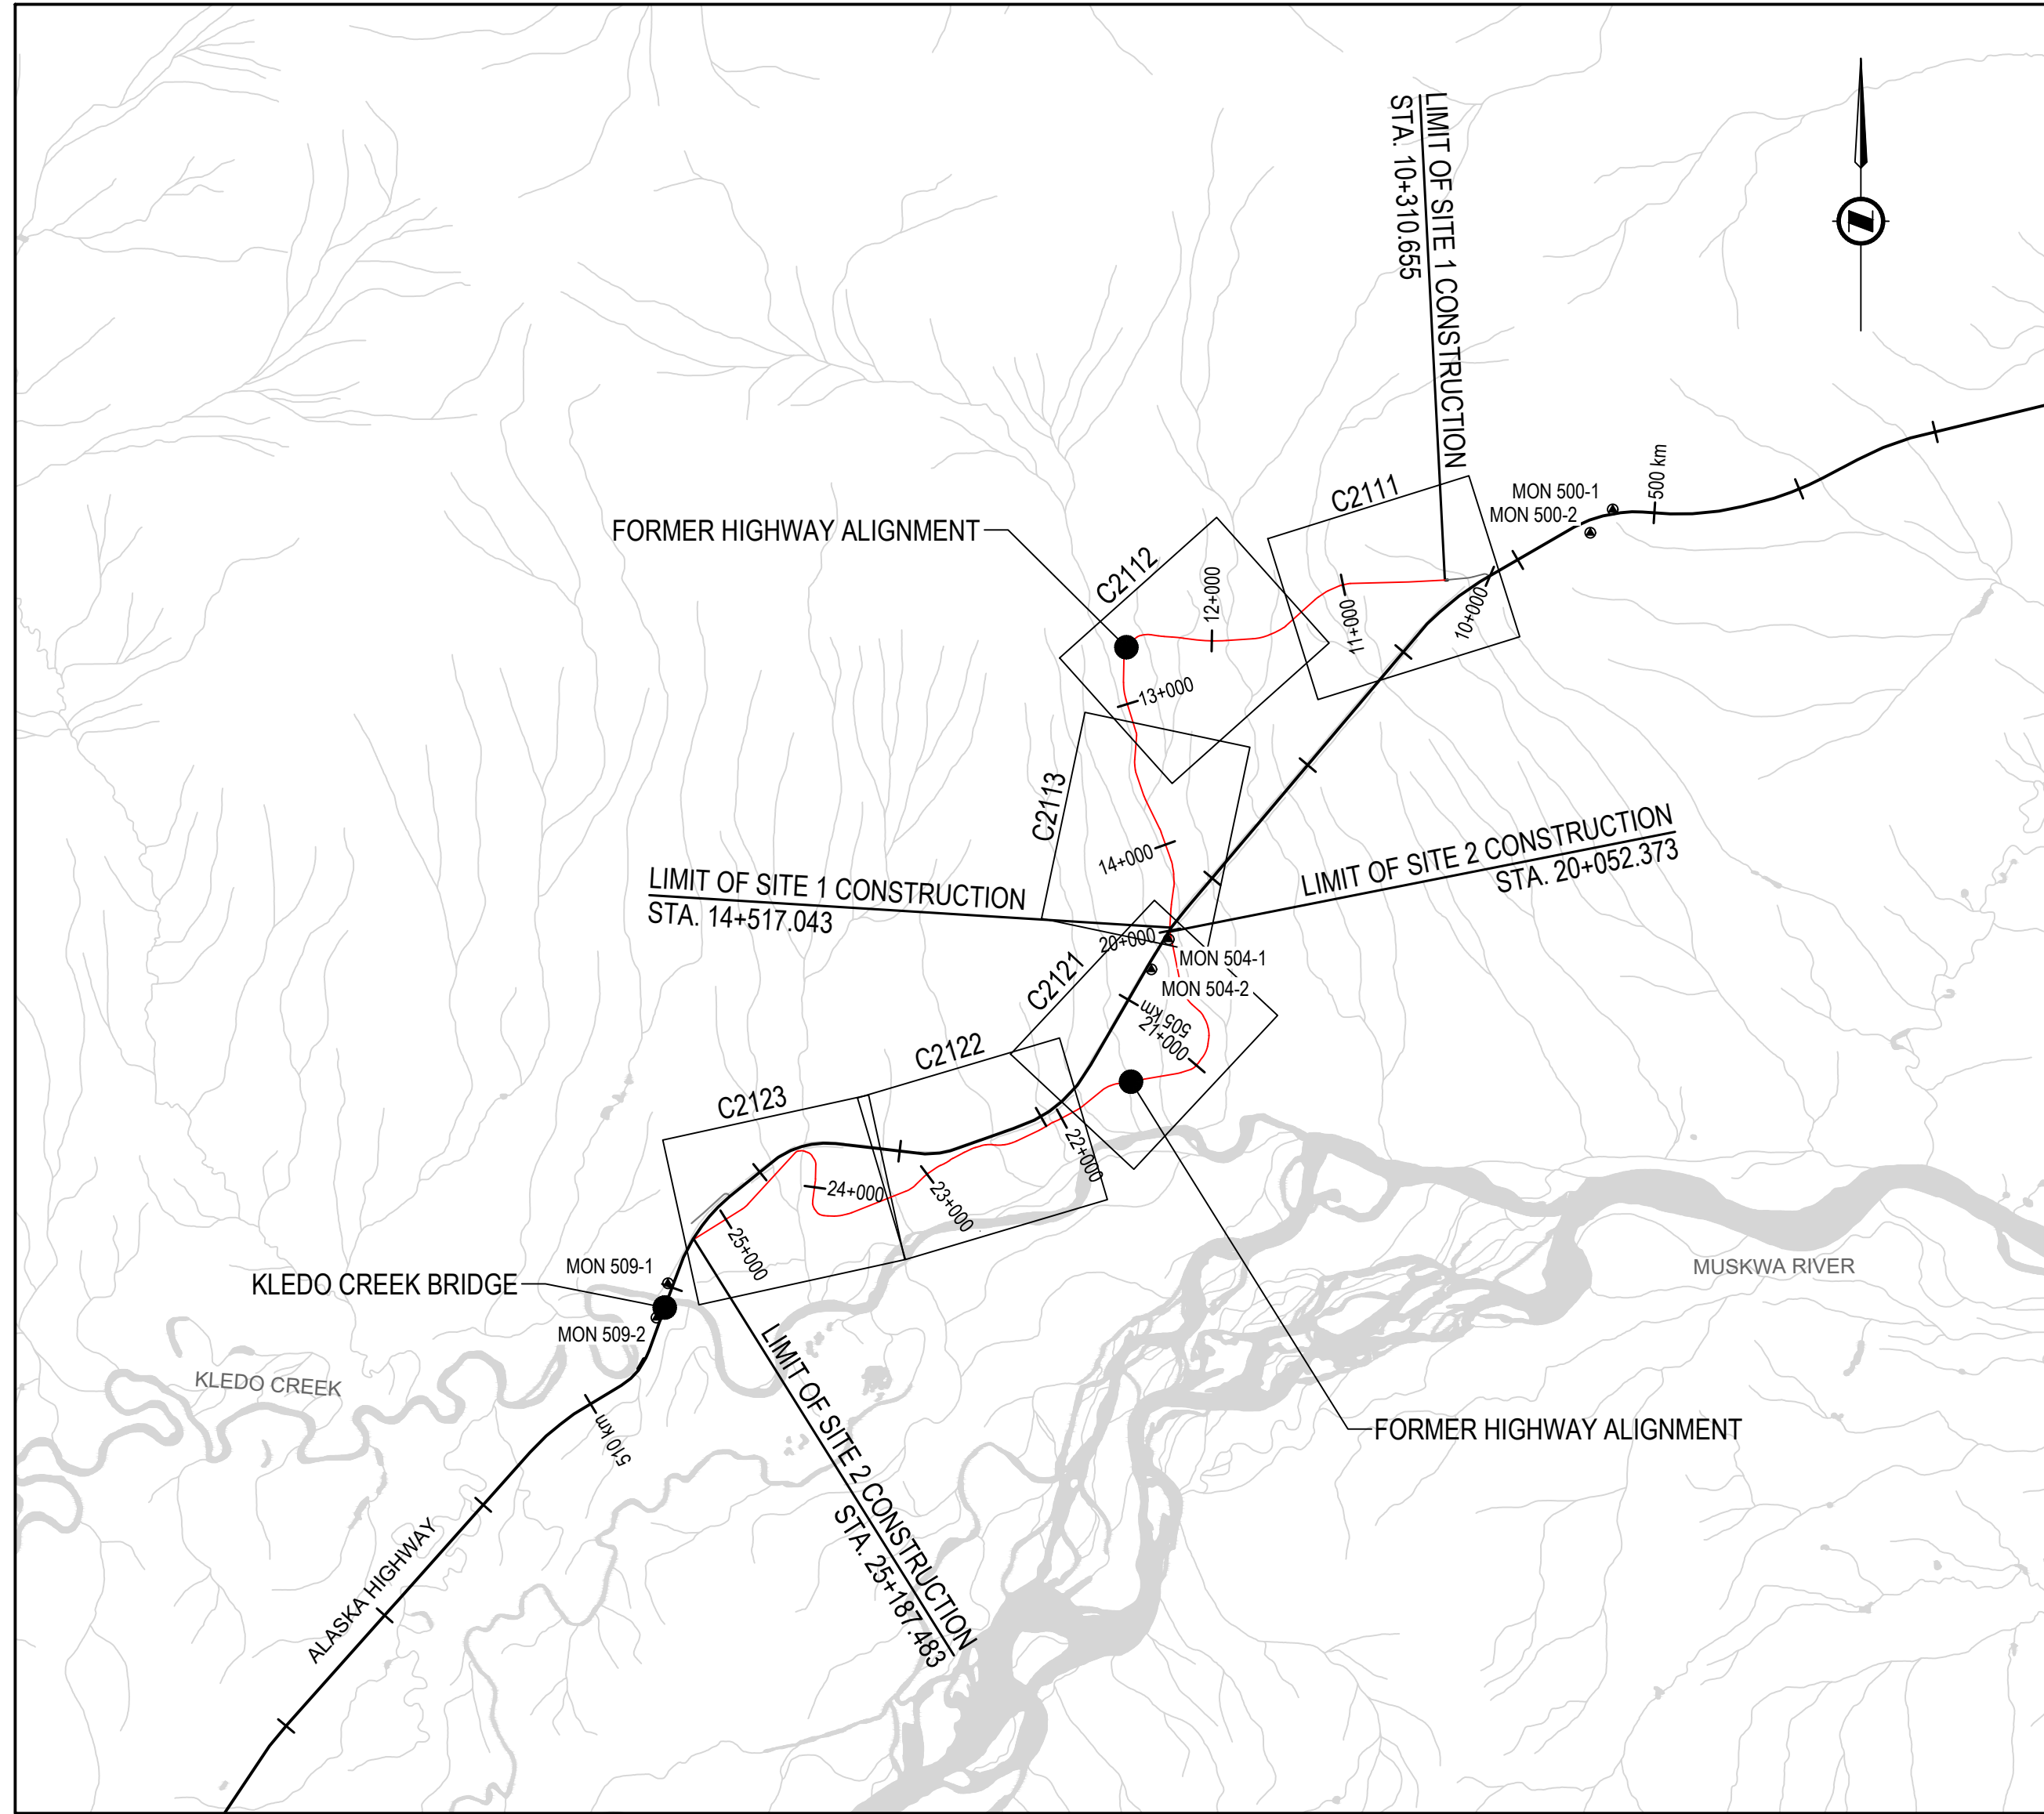 LIMIT OF SITE 1 CONSTRUCTION
STA. 10+310.655
C2111
MON 500-1
MON 500-2
500 km
FORMER HIGHWAY ALIGNMENT
C2112
12+000
11+000
10+000
13+000
C2113
14+000
LIMIT OF SITE 1 CONSTRUCTION
STA. 14+517.043
LIMIT OF SITE 2 CONSTRUCTION
STA. 20+052.373
20+000
MON 504-1
MON 504-2
C2121
505 km
21+000
C2122
C2123
22+000
23+000
24+000
25+000
MON 509-1
KLEDO CREEK BRIDGE
MON 509-2
MUSKWA RIVER
KLEDO CREEK
LIMIT OF SITE 2 CONSTRUCTION
STA. 25+187.483
FORMER HIGHWAY ALIGNMENT
510 km
ALASKA HIGHWAY